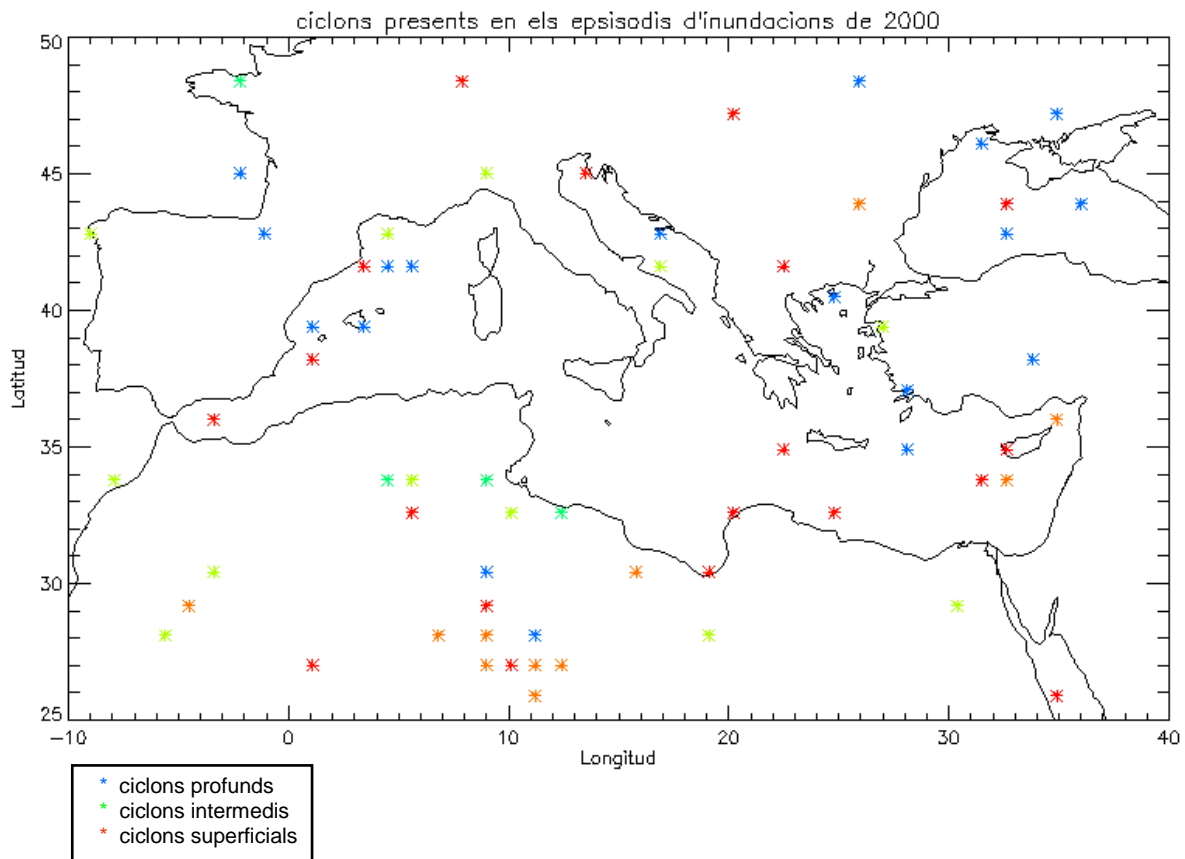 ciclons presents en els epsisodis d'inundacions de 2000
50
45
40
35
30
25
Latitud
-10
0
10
20
30
40
Longitud
* ciclons profunds
* ciclons intermedis
* ciclons superficials